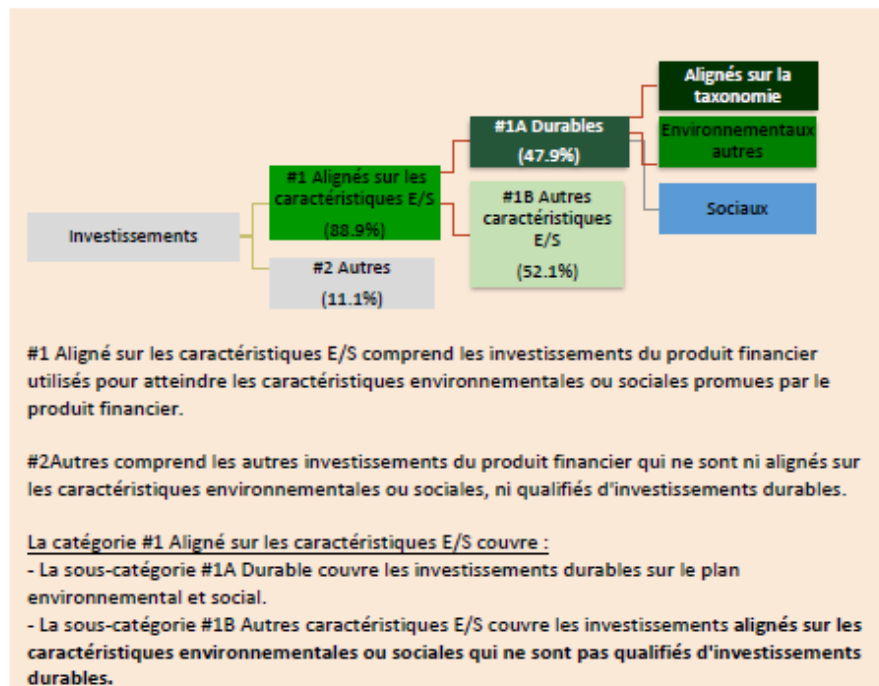 Alignés sur la
taxonomie
#1A Durables
(47.9%)
Environnementaux
autres
#1 Alignés sur les
caractéristiques E/S
(88.9%)
#1B Autres
caractéristiques
E/S
(52.1%)
Sociaux
Investissements
#2 Autres
(11.1%)
#1 Aligné sur les caractéristiques E/S comprend les investissements du produit financier
utilisés pour atteindre les caractéristiques environnementales ou sociales promues par le
produit financier.
#2Autres comprend les autres investissements du produit financier qui ne sont ni alignés sur
les caractéristiques environnementales ou sociales, ni qualifiés d'investissements durables.
La catégorie #1 Aligné sur les caractéristiques E/S couvre :
- La sous-catégorie #1A Durable couvre les investissements durables sur le plan
environnemental et social.
- La sous-catégorie #1B Autres caractéristiques E/S couvre les investissements alignés sur les
caractéristiques environnementales ou sociales qui ne sont pas qualifiés d'investissements
durables.